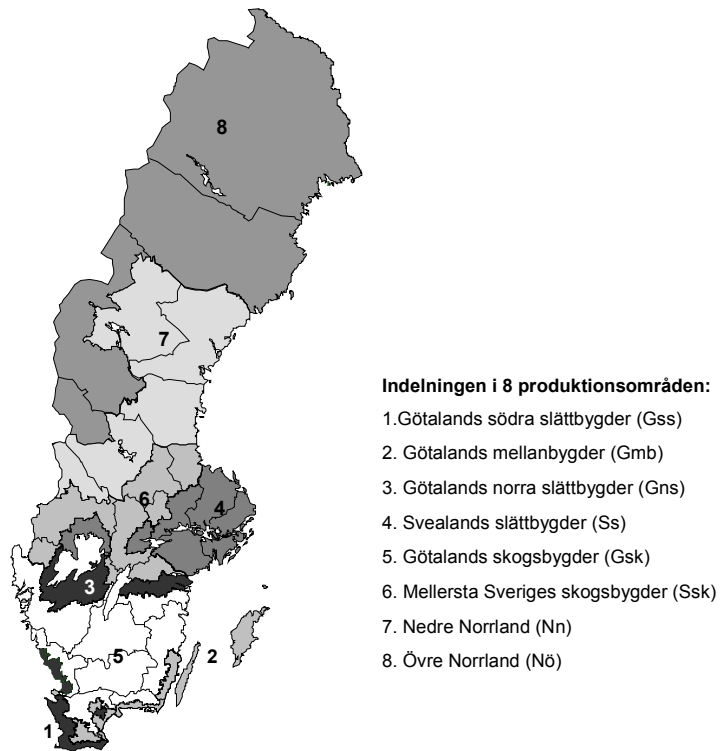 8
7
6
4
3
5
2
1
Indelningen i 8 produktionsområden:
1.Götalands södra slättbygder (Gss)
2. Götalands mellanbygder (Gmb)
3. Götalands norra slättbygder (Gns)
4. Svealands slättbygder (Ss)
5. Götalands skogsbygder (Gsk)
6. Mellersta Sveriges skogsbygder (Ssk)
7. Nedre Norrland (Nn)
8. Övre Norrland (Nö)